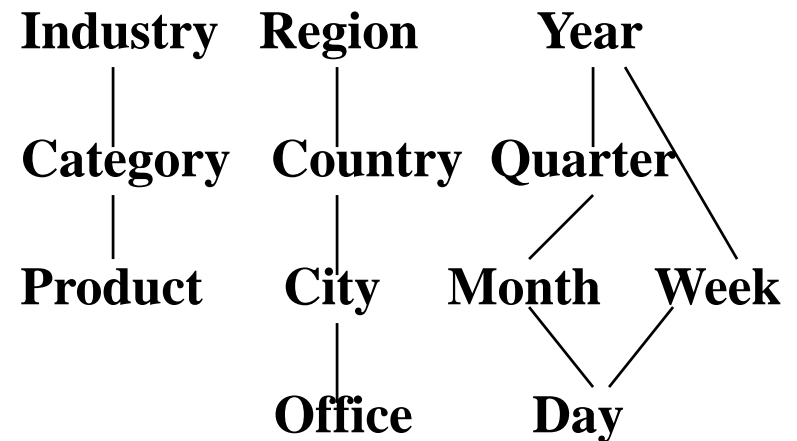 Industry Region Year
Category Country Quarter
Product City Month Week
Office Day